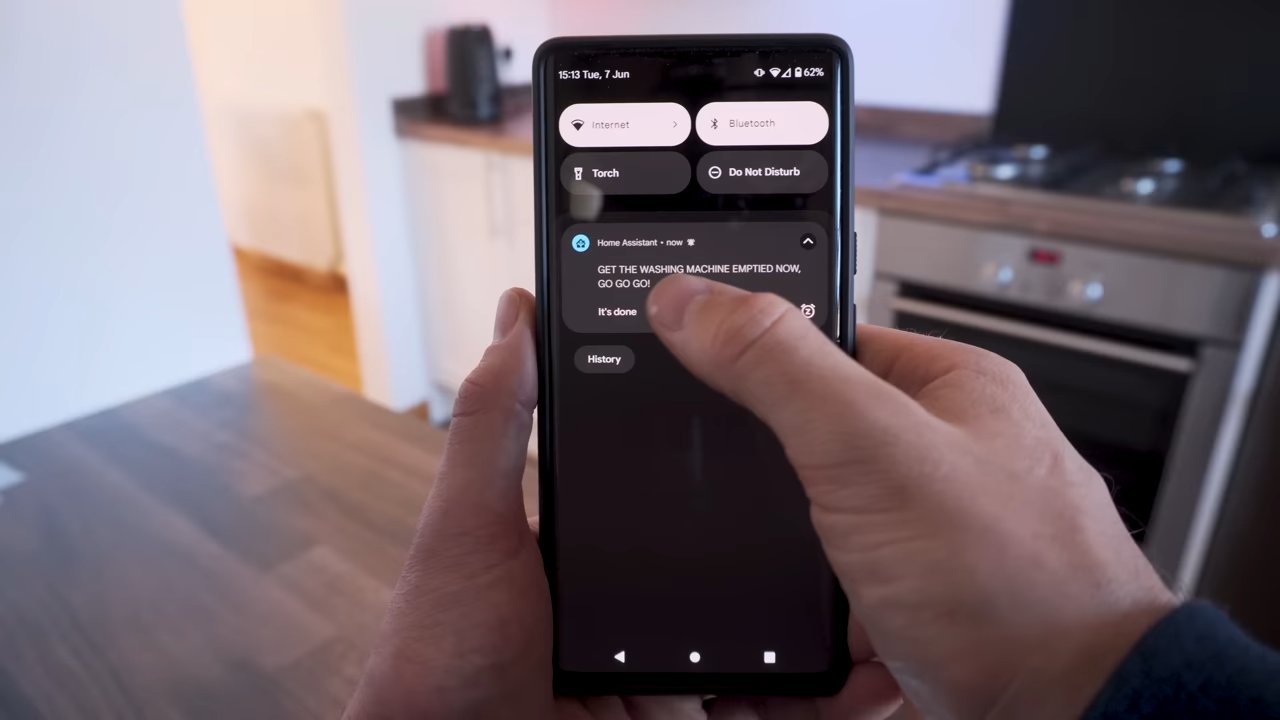 15:13 Tue, 7 Jun 62%
Internet
Bluetooth
Torch
Do Not Disturb
Home Assistant • now
GET THE WASHING MACHINE EMPTIED NOW,
GO GO GO!
It's done
History